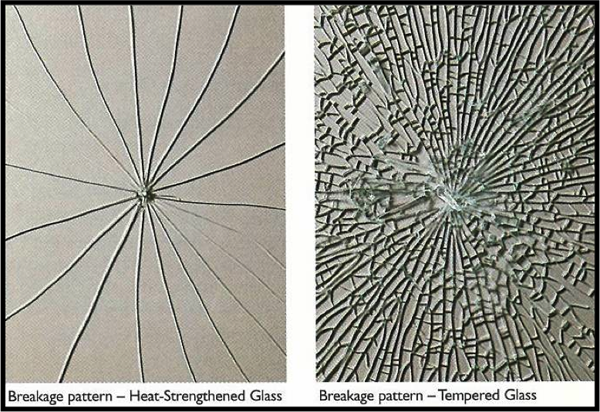 Breakage pattern – Heat-Strengthened Glass
Breakage pattern – Tempered Glass